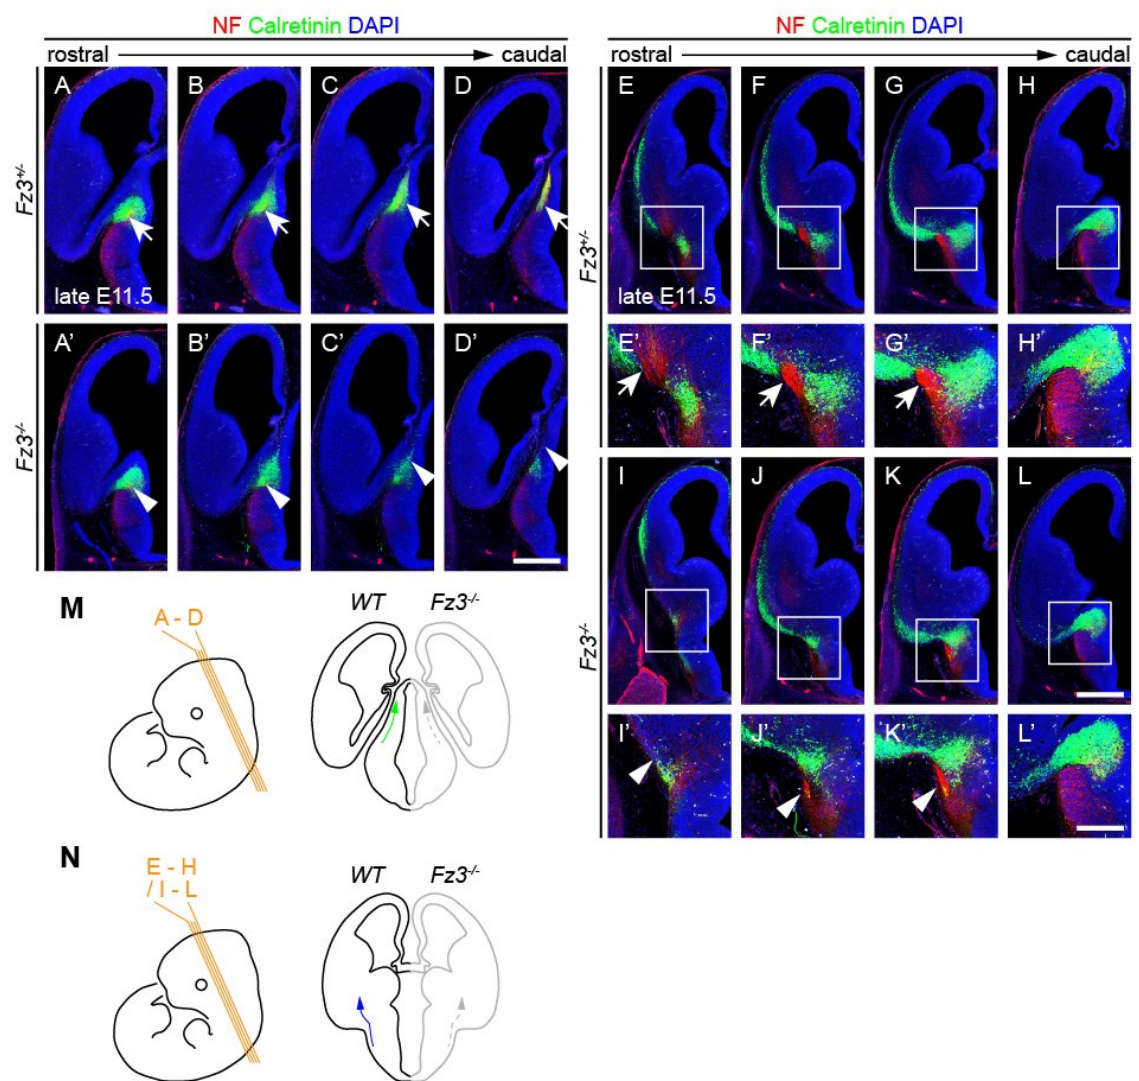 NF Calretinin DAPI
rostral caudal
A B C D
Fz3+/-
late E11.5
A' B' C' D'
Fz3-/-
NF Calretinin DAPI
rostral caudal
E F G H
Fz3+/-
late E11.5
E' F' G' H'
I J K L
Fz3-/-
I' J' K' L'
M
A - D
WT Fz3-/-
N
E - H
/ I - L
WT Fz3-/-